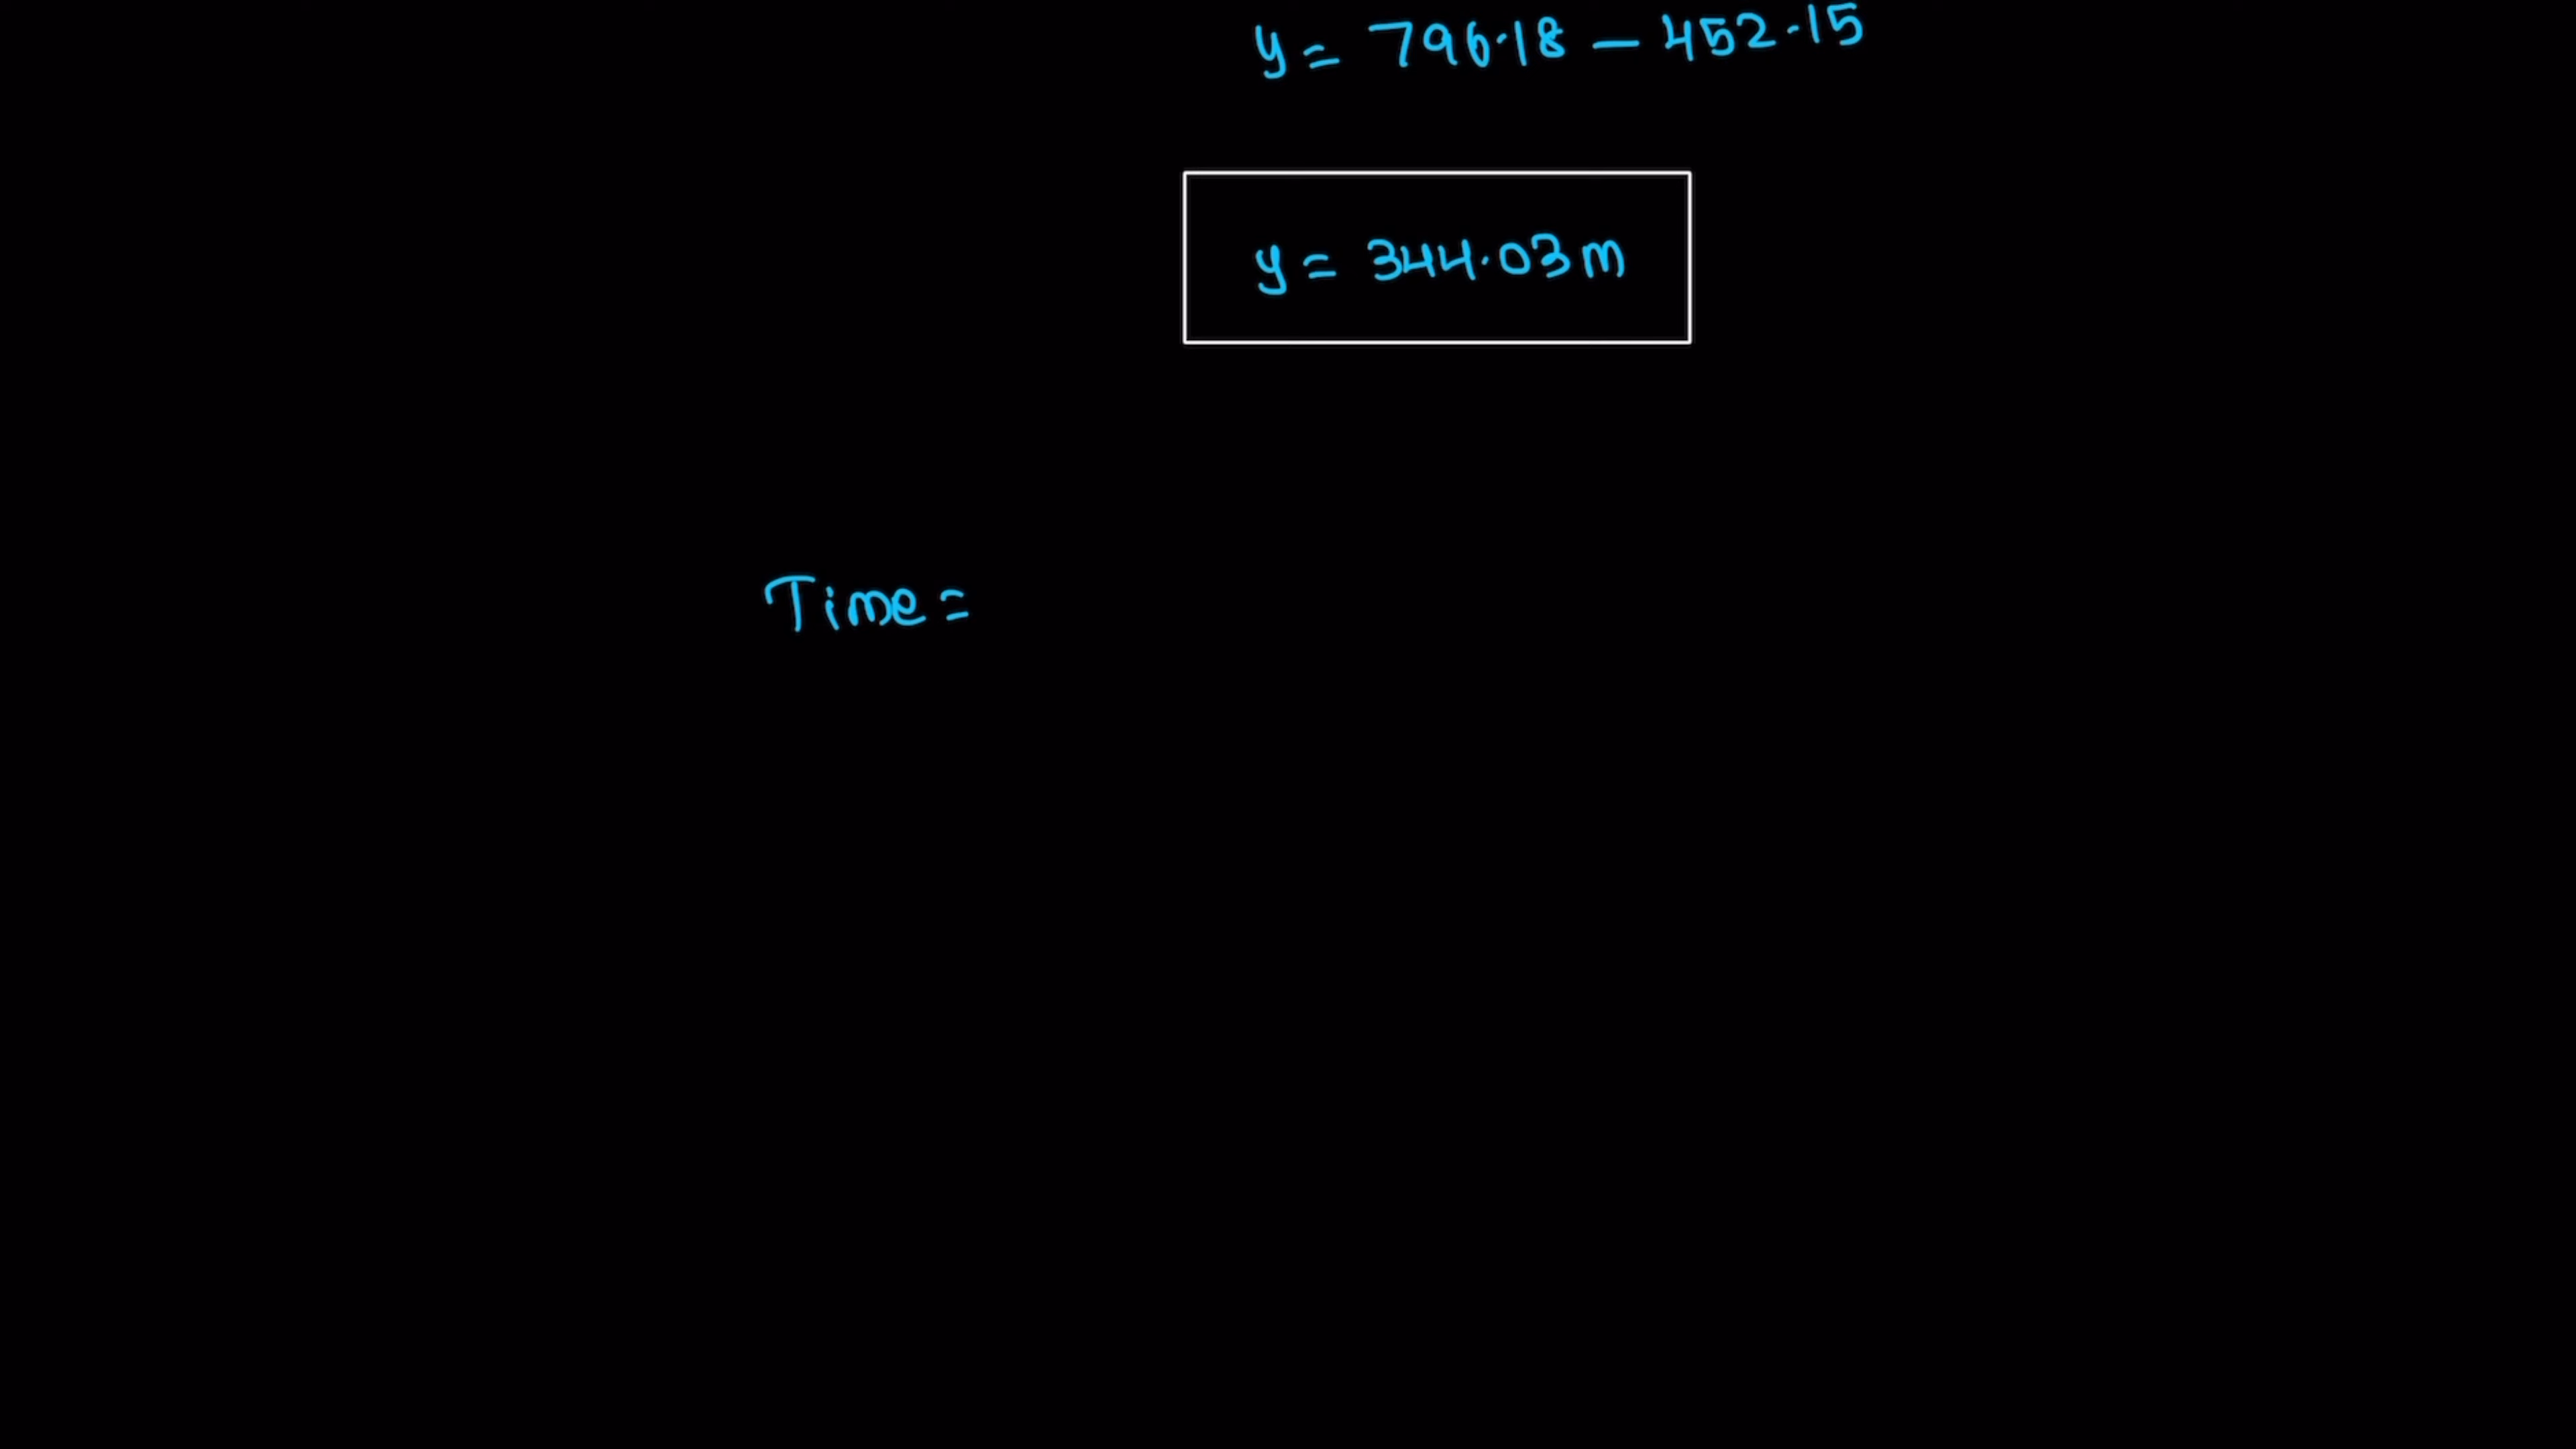 y = 796.18 - 452.15
y = 344.03 m
Time =